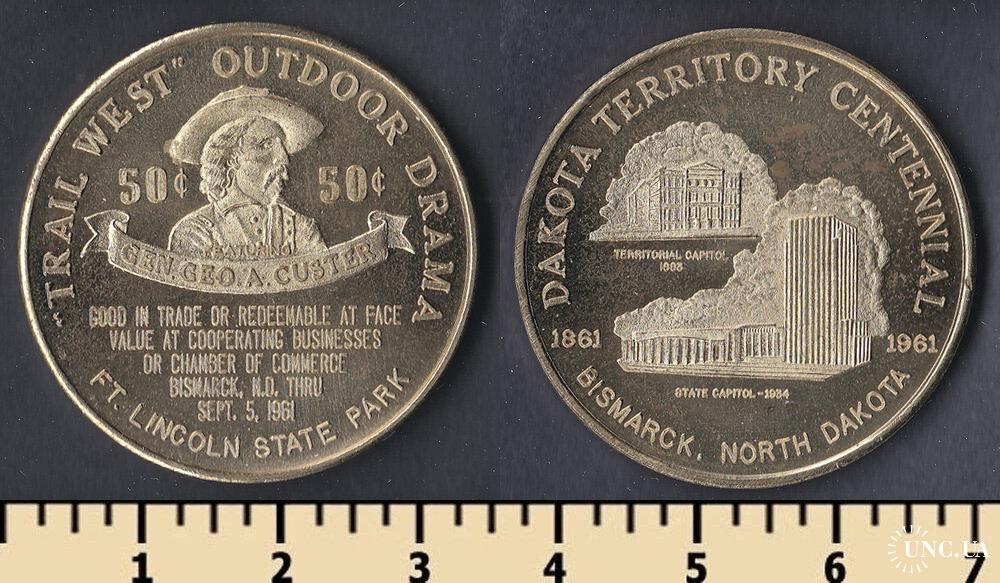 "TRAIL WEST" OUTDOOR DRAMA
50¢ 50¢
FEATURING
GEN. GEO. A. CUSTER
GOOD IN TRADE OR REDEEMABLE AT FACE
VALUE AT COOPERATING BUSINESSES
OR CHAMBER OF COMMERCE
BISMARCK, N.D. THRU
SEPT. 5, 1961
FT. LINCOLN STATE PARK
DAKOTA TERRITORY CENTENNIAL
TERRITORIAL CAPITOL
1883
1861 1961
STATE CAPITOL-1934
BISMARCK, NORTH DAKOTA
1 2 3 4 5 6 7
UNC.UA